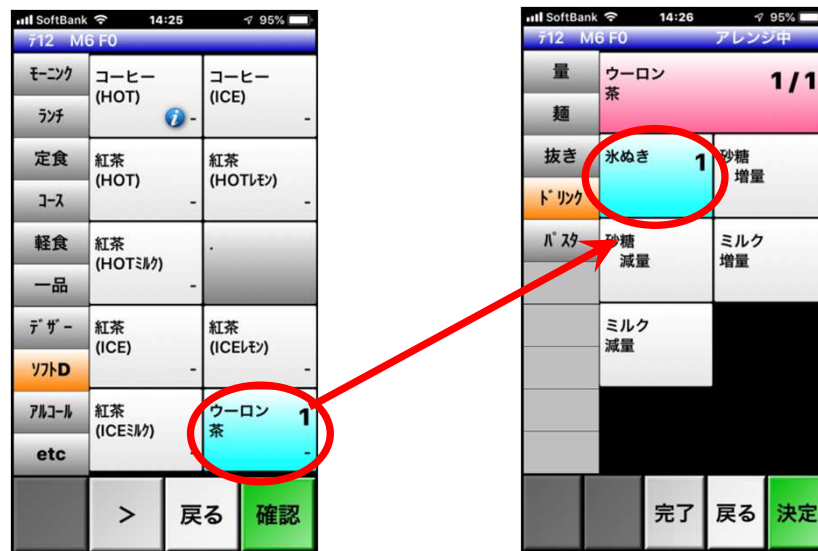 SoftBank 14:25 95%
ﾃ12 M6 F0
ﾓｰﾆﾝｸ
ﾗﾝﾁ
定食
ｺｰｽ
軽食
一品
ﾃﾞｻﾞｰ
ｿﾌﾄD
ｱﾙｺｰﾙ
etc
コーヒー
(HOT)
-
コーヒー
(ICE)
-
紅茶
(HOT)
-
紅茶
(HOTﾚﾓﾝ)
-
紅茶
(HOTﾐﾙｸ)
-
.
紅茶
(ICE)
-
紅茶
(ICEﾚﾓﾝ)
-
紅茶
(ICEﾐﾙｸ)
-
ウーロン 1
茶
-
>
戻る
確認
SoftBank 14:26 95%
ﾃ12 M6 F0 アレンジ中
量
麺
抜き
ﾄﾞﾘﾝｸ
ﾊﾟｽﾀ
ウーロン 1/1
茶
氷ぬき 1
砂糖
増量
砂糖
減量
ミルク
増量
ミルク
減量
完了
戻る
決定